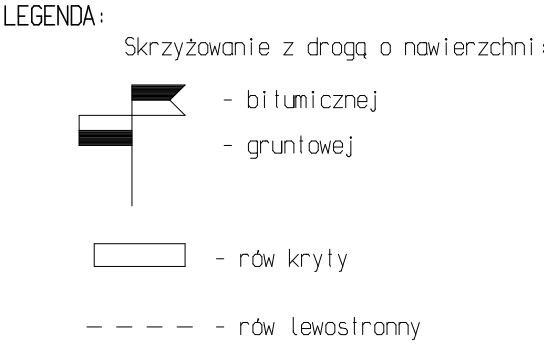 LEGENDA:
Skrzyżowanie z drogą o nawierzchni:
- bitumicznej
- gruntowej
- rów kryty
- rów lewostronny